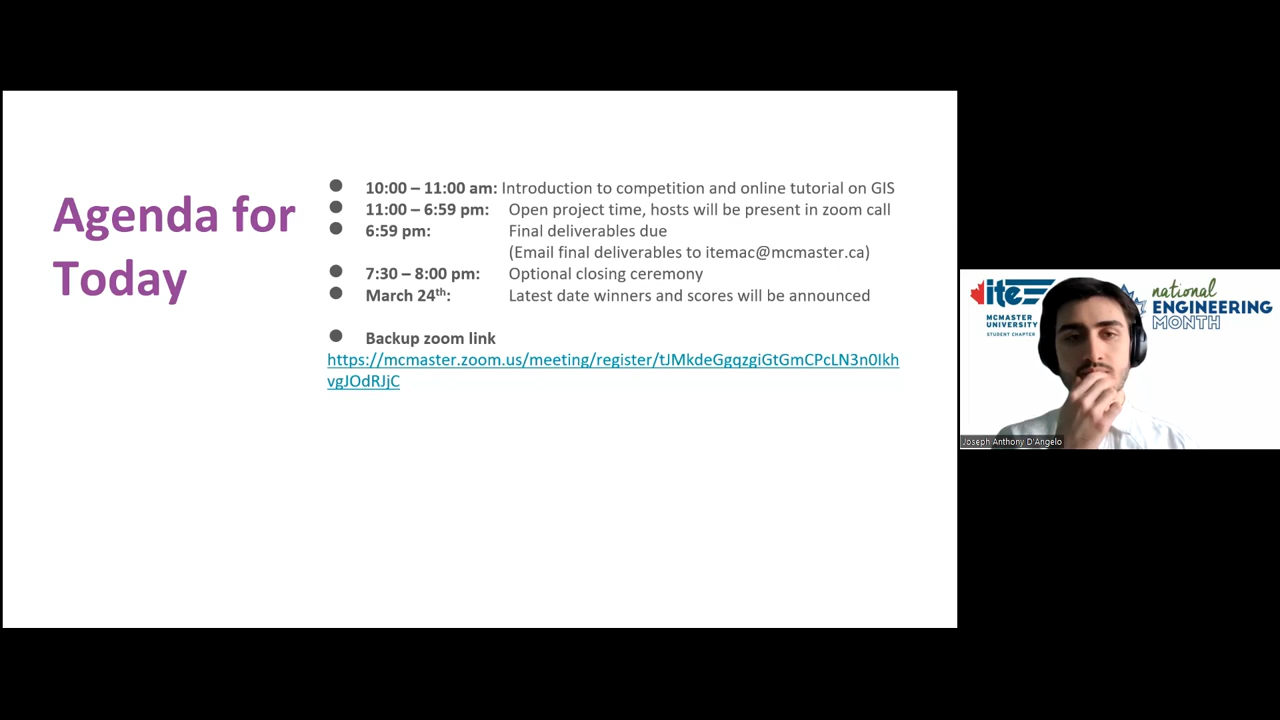 Agenda for
Today
● 10:00 – 11:00 am: Introduction to competition and online tutorial on GIS
● 11:00 – 6:59 pm: Open project time, hosts will be present in zoom call
● 6:59 pm: Final deliverables due
(Email final deliverables to itemac@mcmaster.ca)
● 7:30 – 8:00 pm: Optional closing ceremony
● March 24th: Latest date winners and scores will be announced
● Backup zoom link
https://mcmaster.zoom.us/meeting/register/tJMkdeGgqzgiGtGmCPcLN3n0Ikh
vgJOdRJjC
ite
MCMASTER
UNIVERSITY
STUDENT CHAPTER
national
ENGINEERING
MONTH
Joseph Anthony D'Angelo